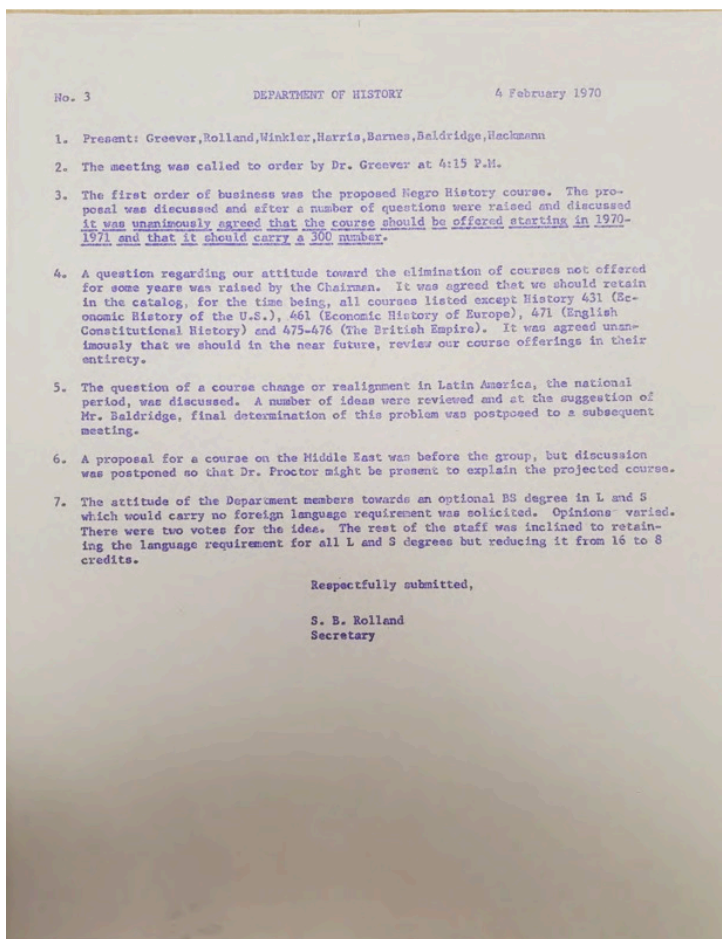 No. 3 DEPARTMENT OF HISTORY 4 February 1970
1. Present: Greever,Rolland,Winkler,Harris,Barnes,Baldridge,Hackmann
2. The meeting was called to order by Dr. Greever at 4:15 P.M.
3. The first order of business was the proposed Negro History course. The pro-
posal was discussed and after a number of questions were raised and discussed
it was unanimously agreed that the course should be offered starting in 1970-
1971 and that it should carry a 300 number.
4. A question regarding our attitude toward the elimination of courses not offered
for some years was raised by the Chairman. It was agreed that we should retain
in the catalog, for the time being, all courses listed except History 431 (Ec-
onomic History of the U.S.), 461 (Economic History of Europe), 471 (English
Constitutional History) and 475-476 (The British Empire). It was agreed unan-
imously that we should in the near future, review our course offerings in their
entirety.
5. The question of a course change or realignment in Latin America, the national
period, was discussed. A number of ideas were reviewed and at the suggestion of
Mr. Baldridge, final determination of this problem was postposed to a subsequent
meeting.
6. A proposal for a course on the Middle East was before the group, but discussion
was postponed so that Dr. Proctor might be present to explain the projected course.
7. The attitude of the Department members towards an optional BS degree in L and S
which would carry no foreign language requirement was solicited. Opinions varied.
There were two votes for the idea. The rest of the staff was inclined to retain-
ing the language requirement for all L and S degrees but reducing it from 16 to 8
credits.
Respectfully submitted,
S. B. Rolland
Secretary